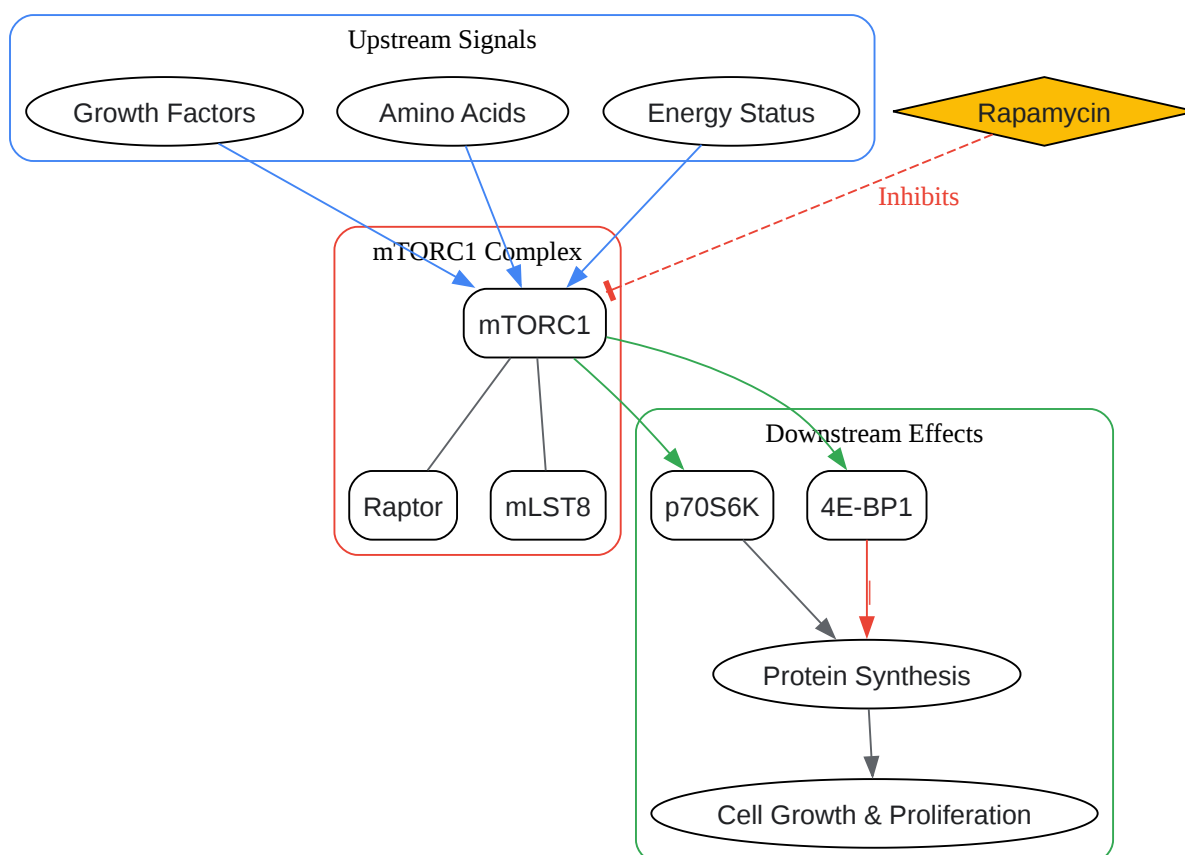 Upstream Signals
Growth Factors
Amino Acids
Energy Status
Rapamycin
Inhibits
mTORC1 Complex
mTORC1
Downstream Effects
Raptor
mLST8
p70S6K
4E-BP1
|
Protein Synthesis
Cell Growth & Proliferation